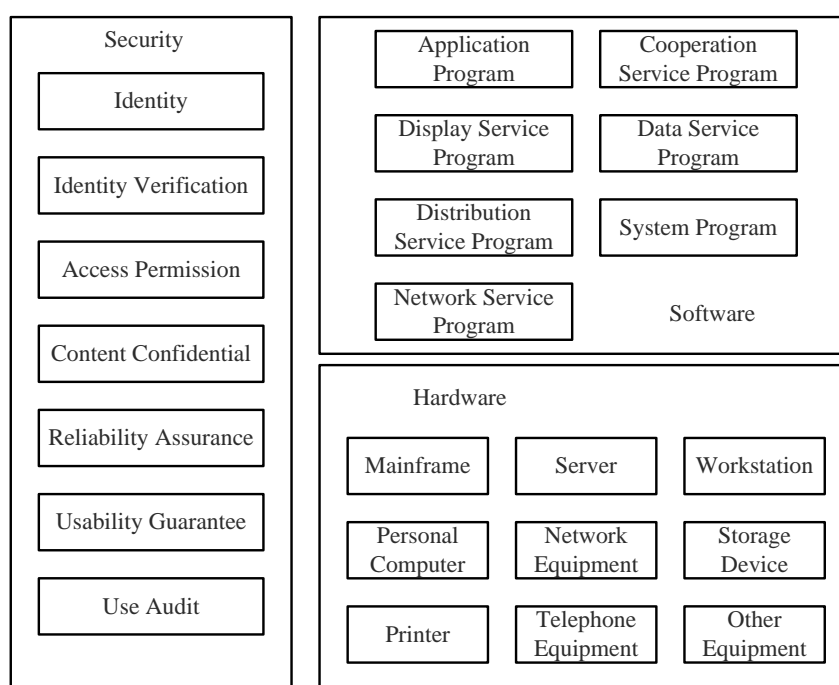 Security
Identity
Identity Verification
Access Permission
Content Confidential
Reliability Assurance
Usability Guarantee
Use Audit
Application
Program
Cooperation
Service Program
Display Service
Program
Data Service
Program
Distribution
Service Program
System Program
Network Service
Program
Software
Hardware
Mainframe
Server
Workstation
Personal
Computer
Network
Equipment
Storage
Device
Printer
Telephone
Equipment
Other
Equipment